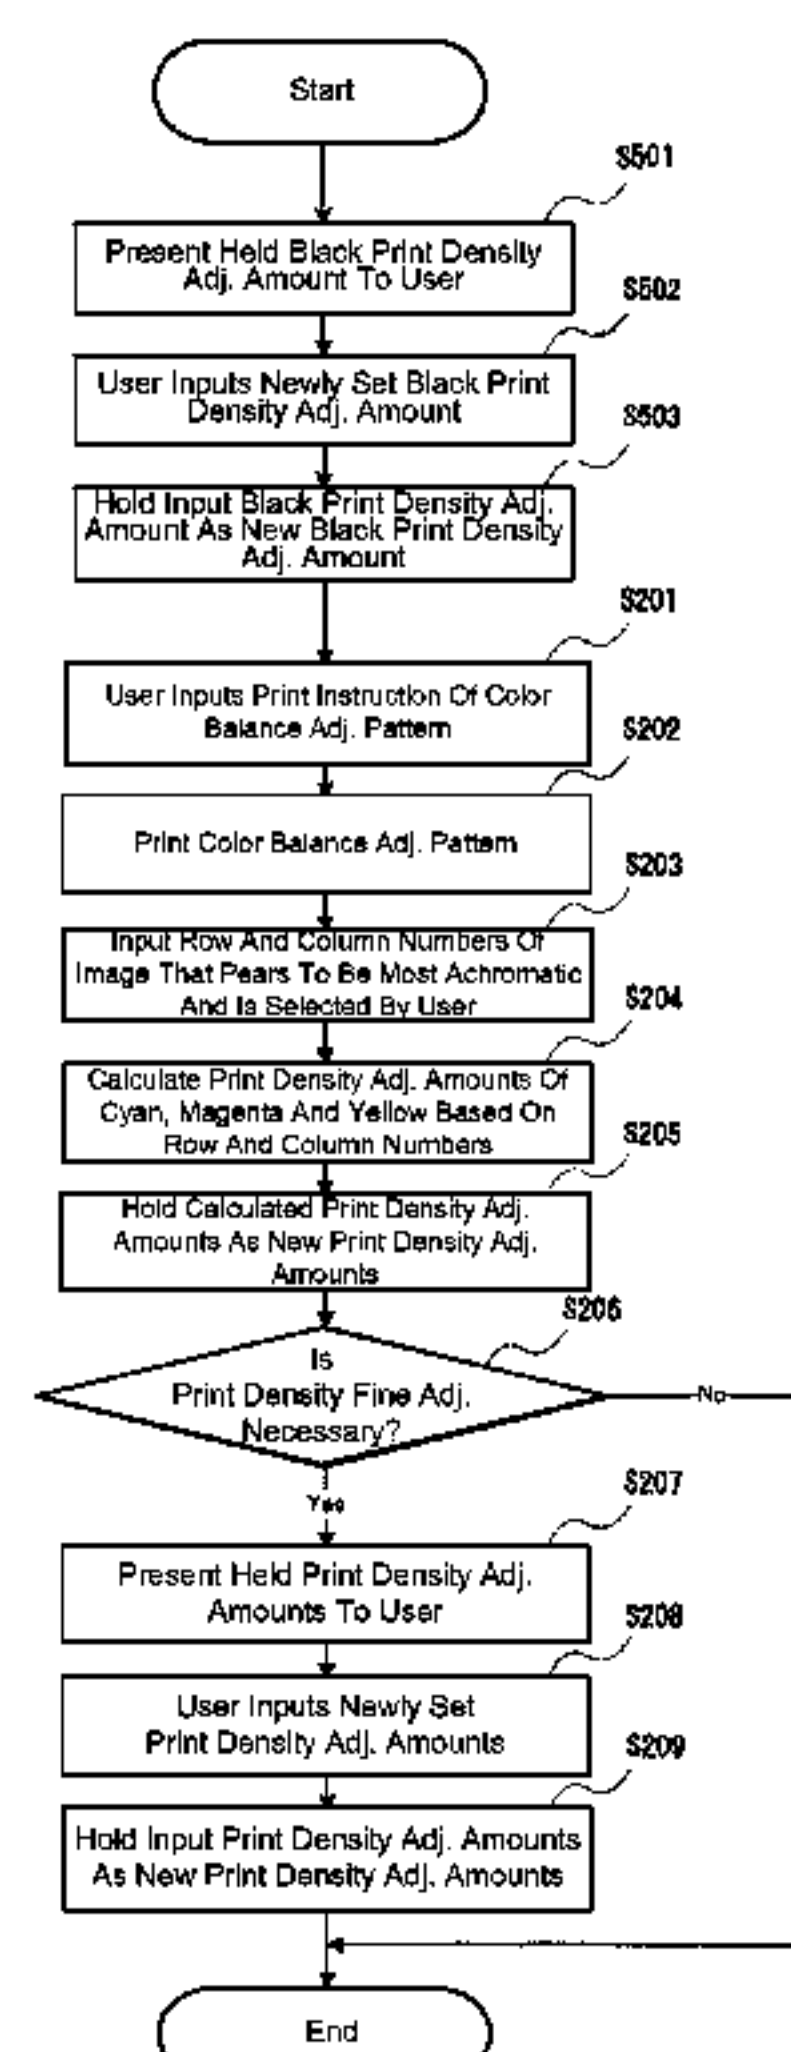 Start
S501
Present Held Black Print Density
Adj. Amount To User
S502
User Inputs Newly Set Black Print
Density Adj. Amount
S503
Hold Input Black Print Density Adj.
Amount As New Black Print Density
Adj. Amount
S201
User Inputs Print Instruction Of Color
Balance Adj. Pattern
S202
Print Color Balance Adj. Pattern
S203
Input Row And Column Numbers Of
Image That Pears To Be Most Achromatic
And Is Selected By User
S204
Calculate Print Density Adj. Amounts Of
Cyan, Magenta And Yellow Based On
Row And Column Numbers
S205
Hold Calculated Print Density Adj.
Amounts As New Print Density Adj.
Amounts
S206
Is
Print Density Fine Adj.
Necessary?
No
Yes
S207
Present Held Print Density Adj.
Amounts To User
S208
User Inputs Newly Set
Print Density Adj. Amounts
S209
Hold Input Print Density Adj. Amounts
As New Print Density Adj. Amounts
End